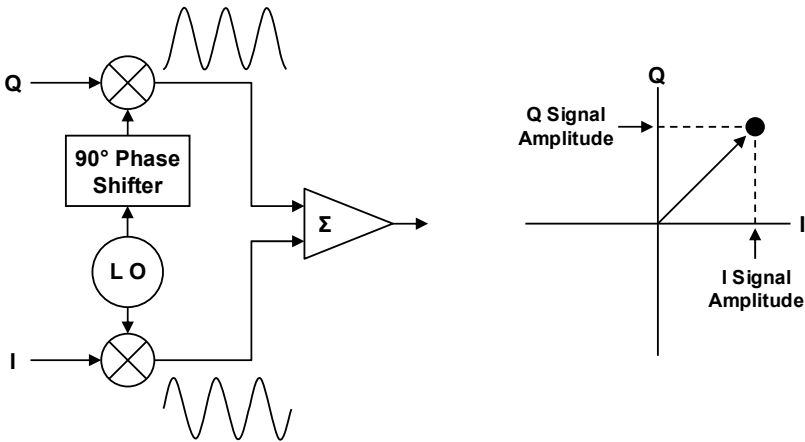 Q
90° Phase
Shifter
L O
I
Σ
Q
Q Signal
Amplitude
I
I Signal
Amplitude